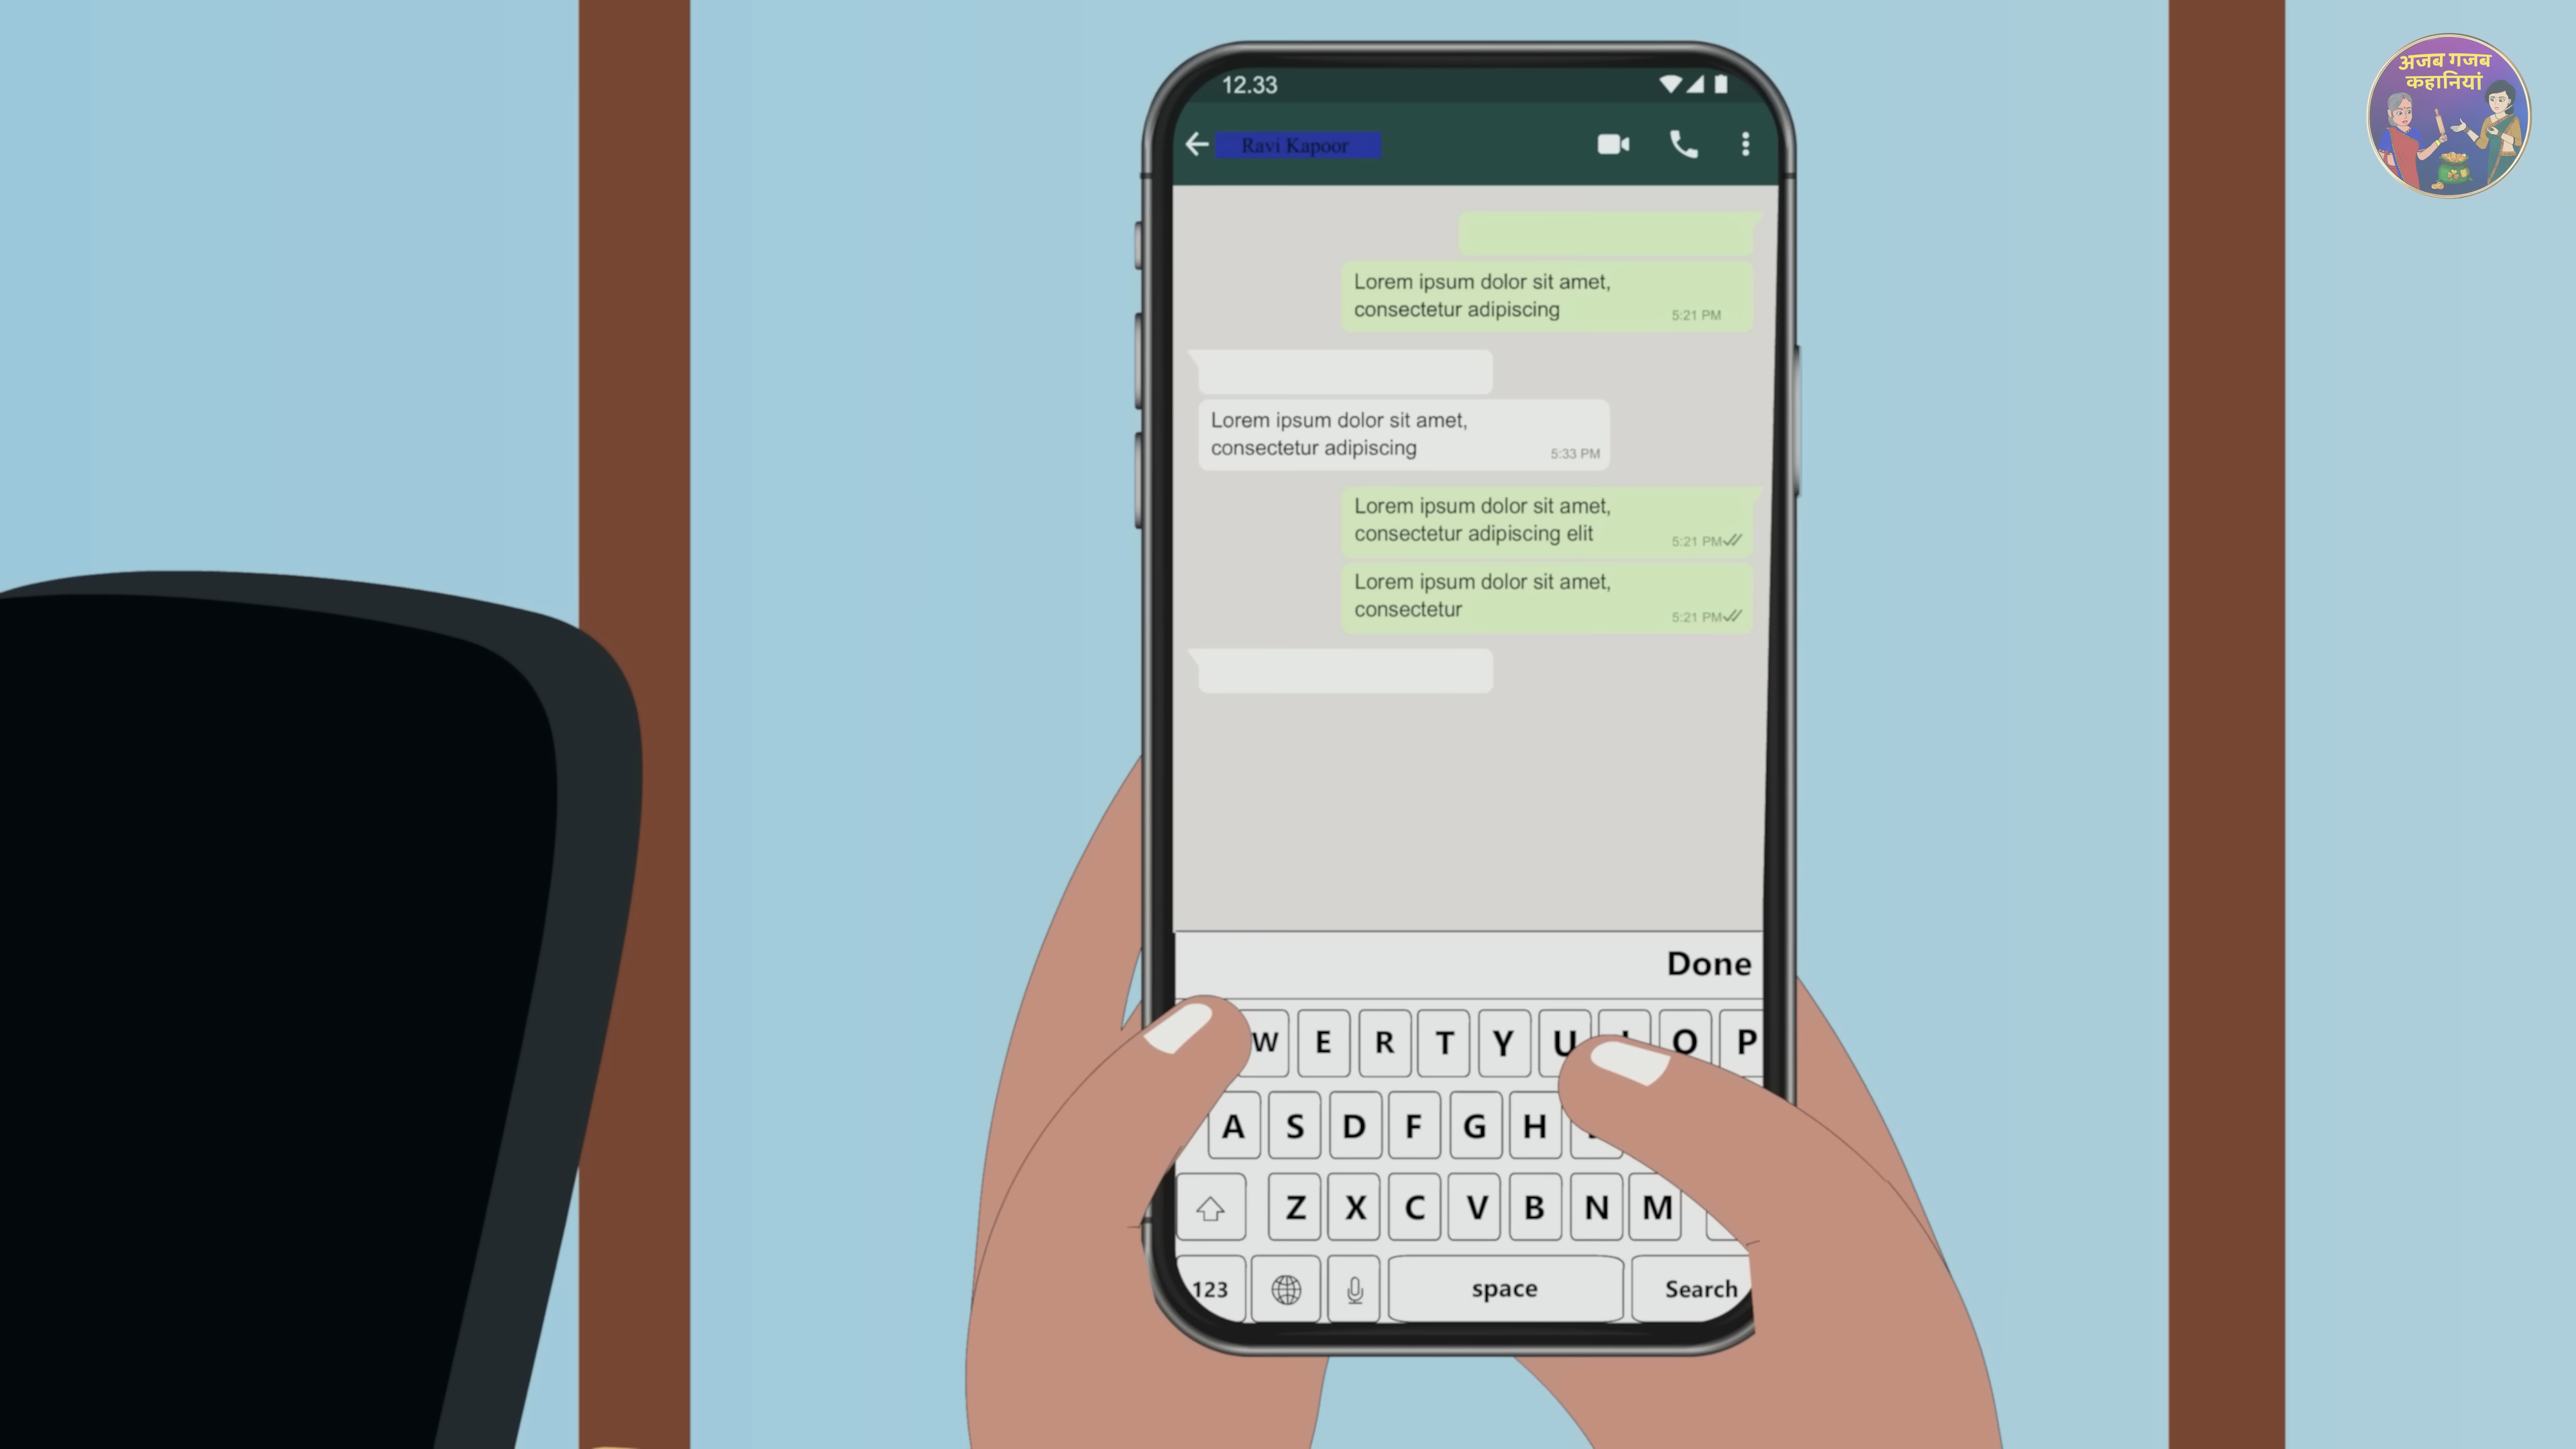 अजब गजब
कहानियां
12.33
Ravi Kapoor
Lorem ipsum dolor sit amet,
consectetur adipiscing
5:21 PM
Lorem ipsum dolor sit amet,
consectetur adipiscing
5:33 PM
Lorem ipsum dolor sit amet,
consectetur adipiscing elit
5:21 PM
Lorem ipsum dolor sit amet,
consectetur
5:21 PM
Done
W E R T Y U O P
A S D F G H
Z X C V B N M
123 space Search